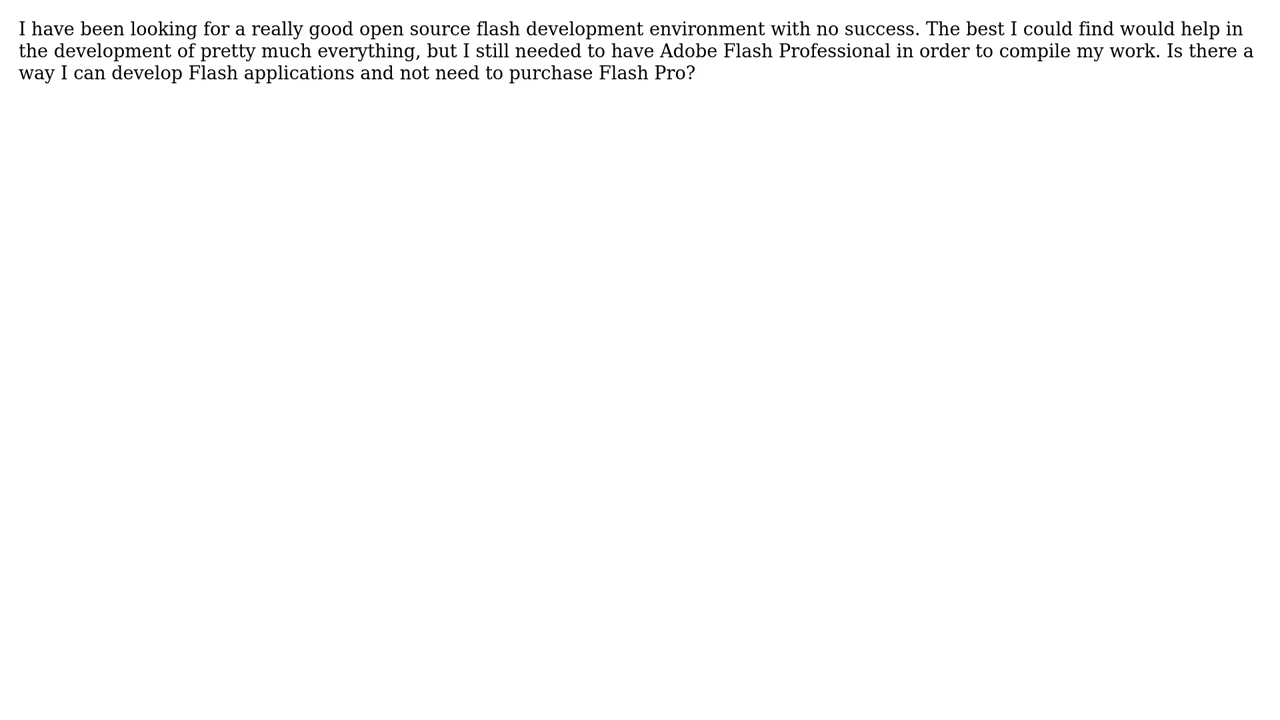 I have been looking for a really good open source flash development environment with no success. The best I could find would help in
the development of pretty much everything, but I still needed to have Adobe Flash Professional in order to compile my work. Is there a
way I can develop Flash applications and not need to purchase Flash Pro?